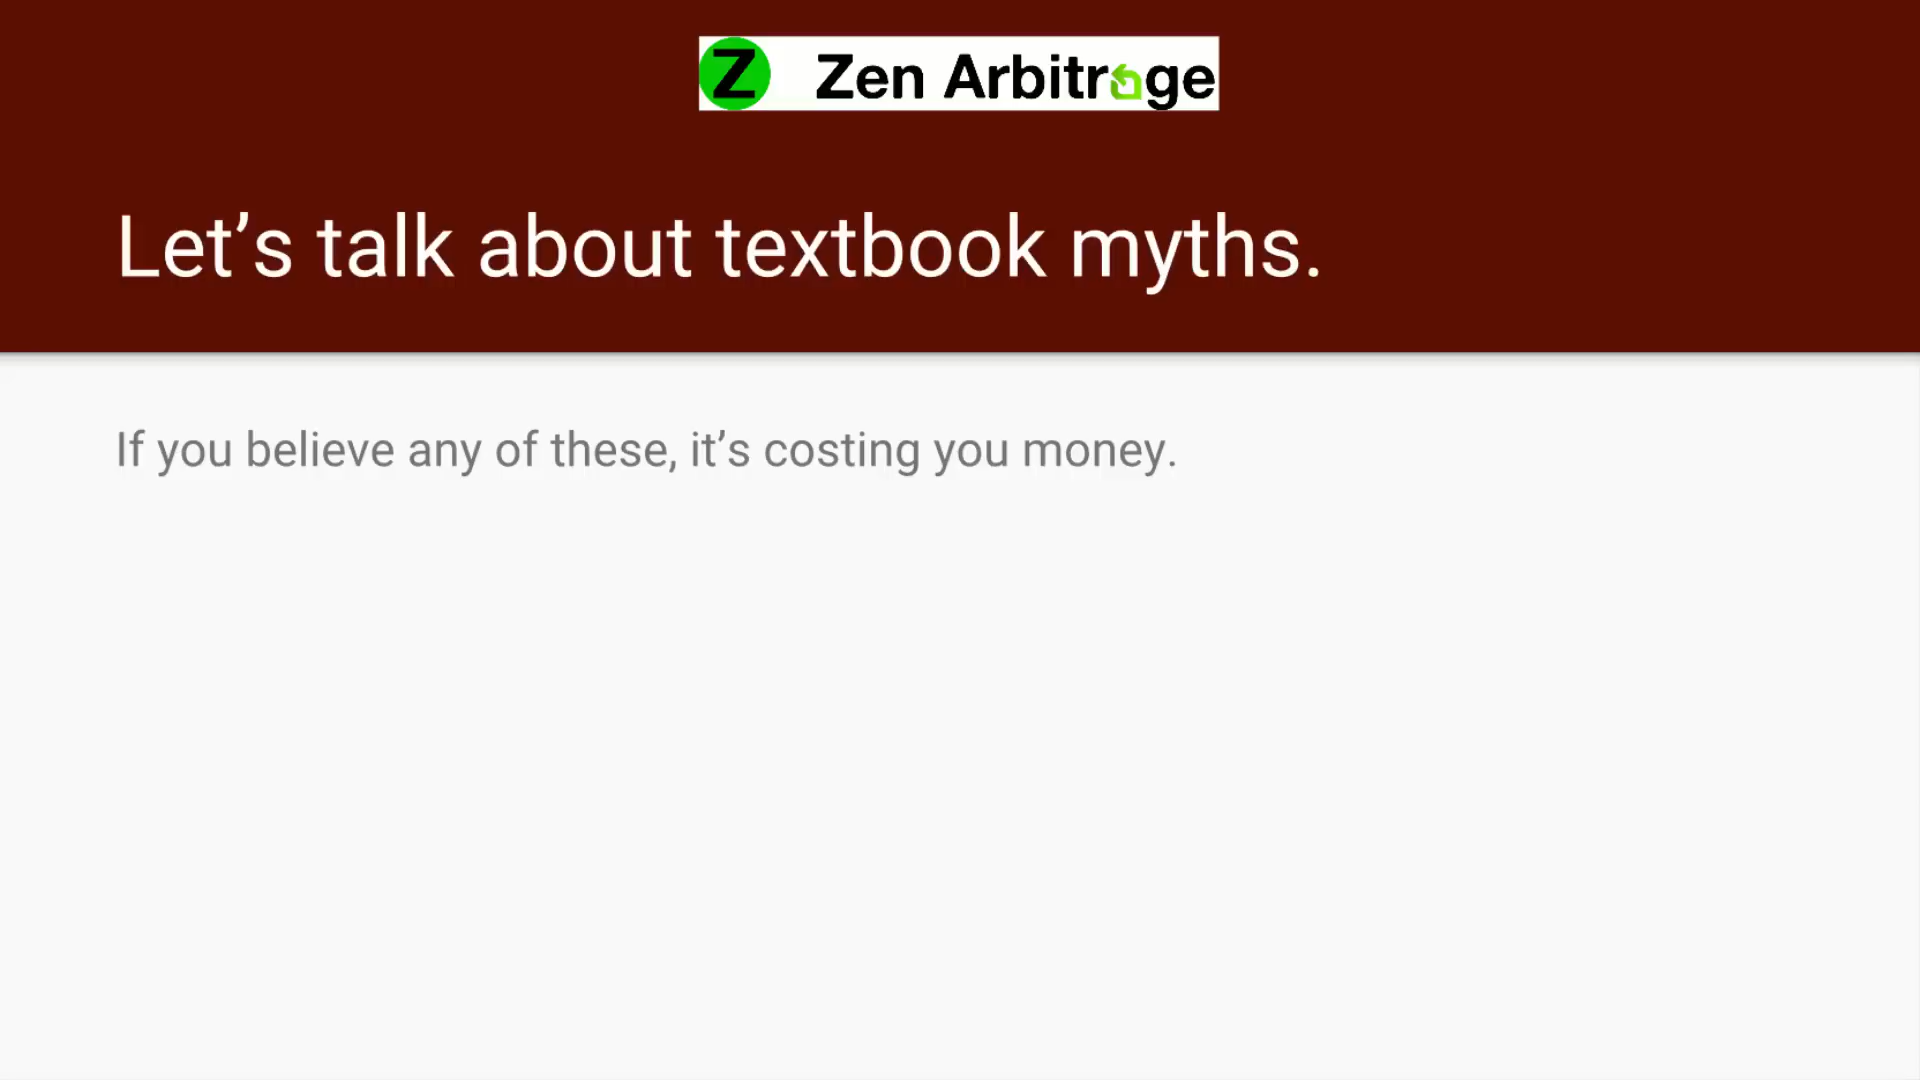 Z Zen Arbitrage
Let’s talk about textbook myths.
If you believe any of these, it’s costing you money.